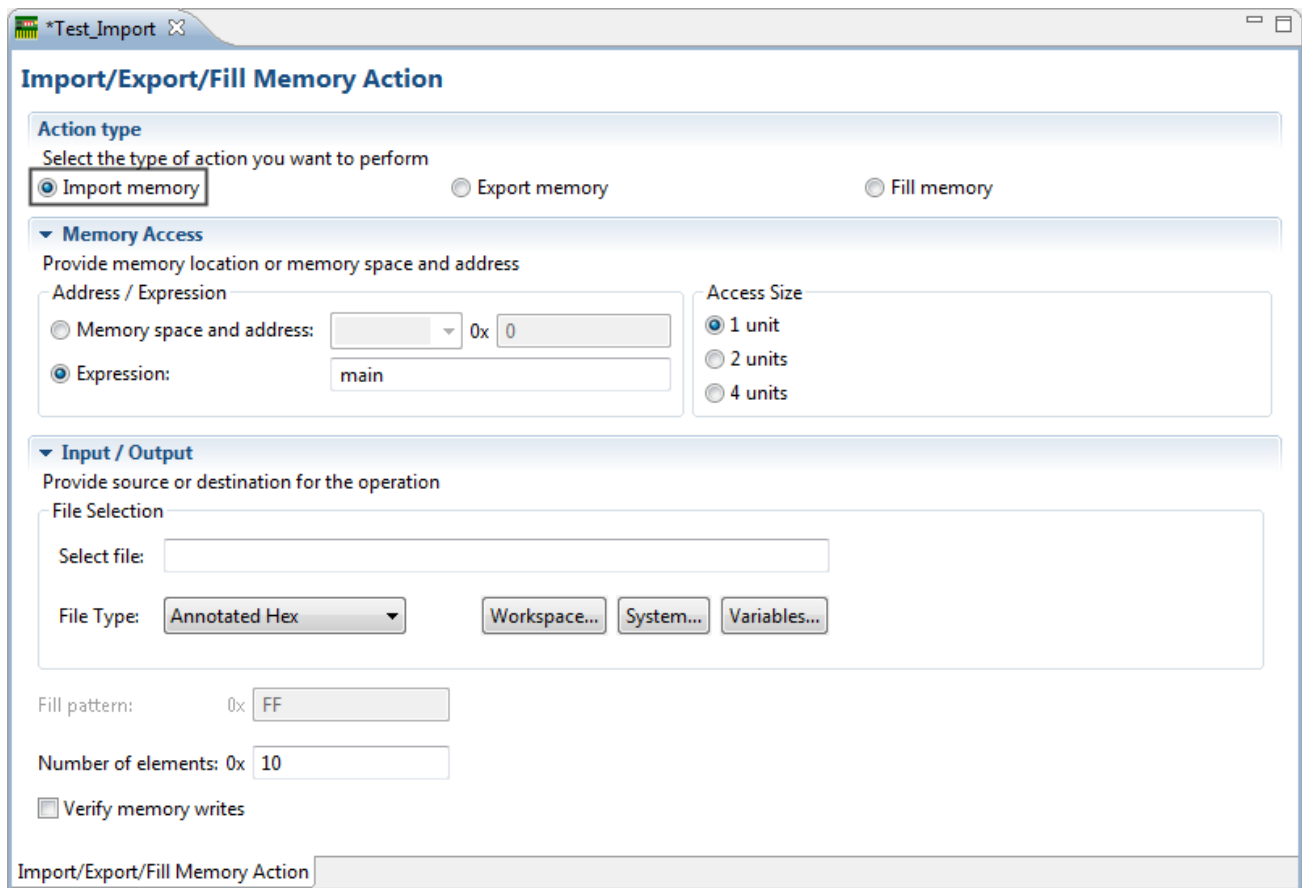 *Test_Import
Import/Export/Fill Memory Action
Action type
Select the type of action you want to perform
Import memory Export memory Fill memory
Memory Access
Provide memory location or memory space and address
Address / Expression Access Size
Memory space and address: 0x 0 1 unit
2 units
Expression: main
4 units
Input / Output
Provide source or destination for the operation
File Selection
Select file:
File Type: Annotated Hex Workspace... System... Variables...
Fill pattern: 0x FF
Number of elements: 0x 10
Verify memory writes
Import/Export/Fill Memory Action